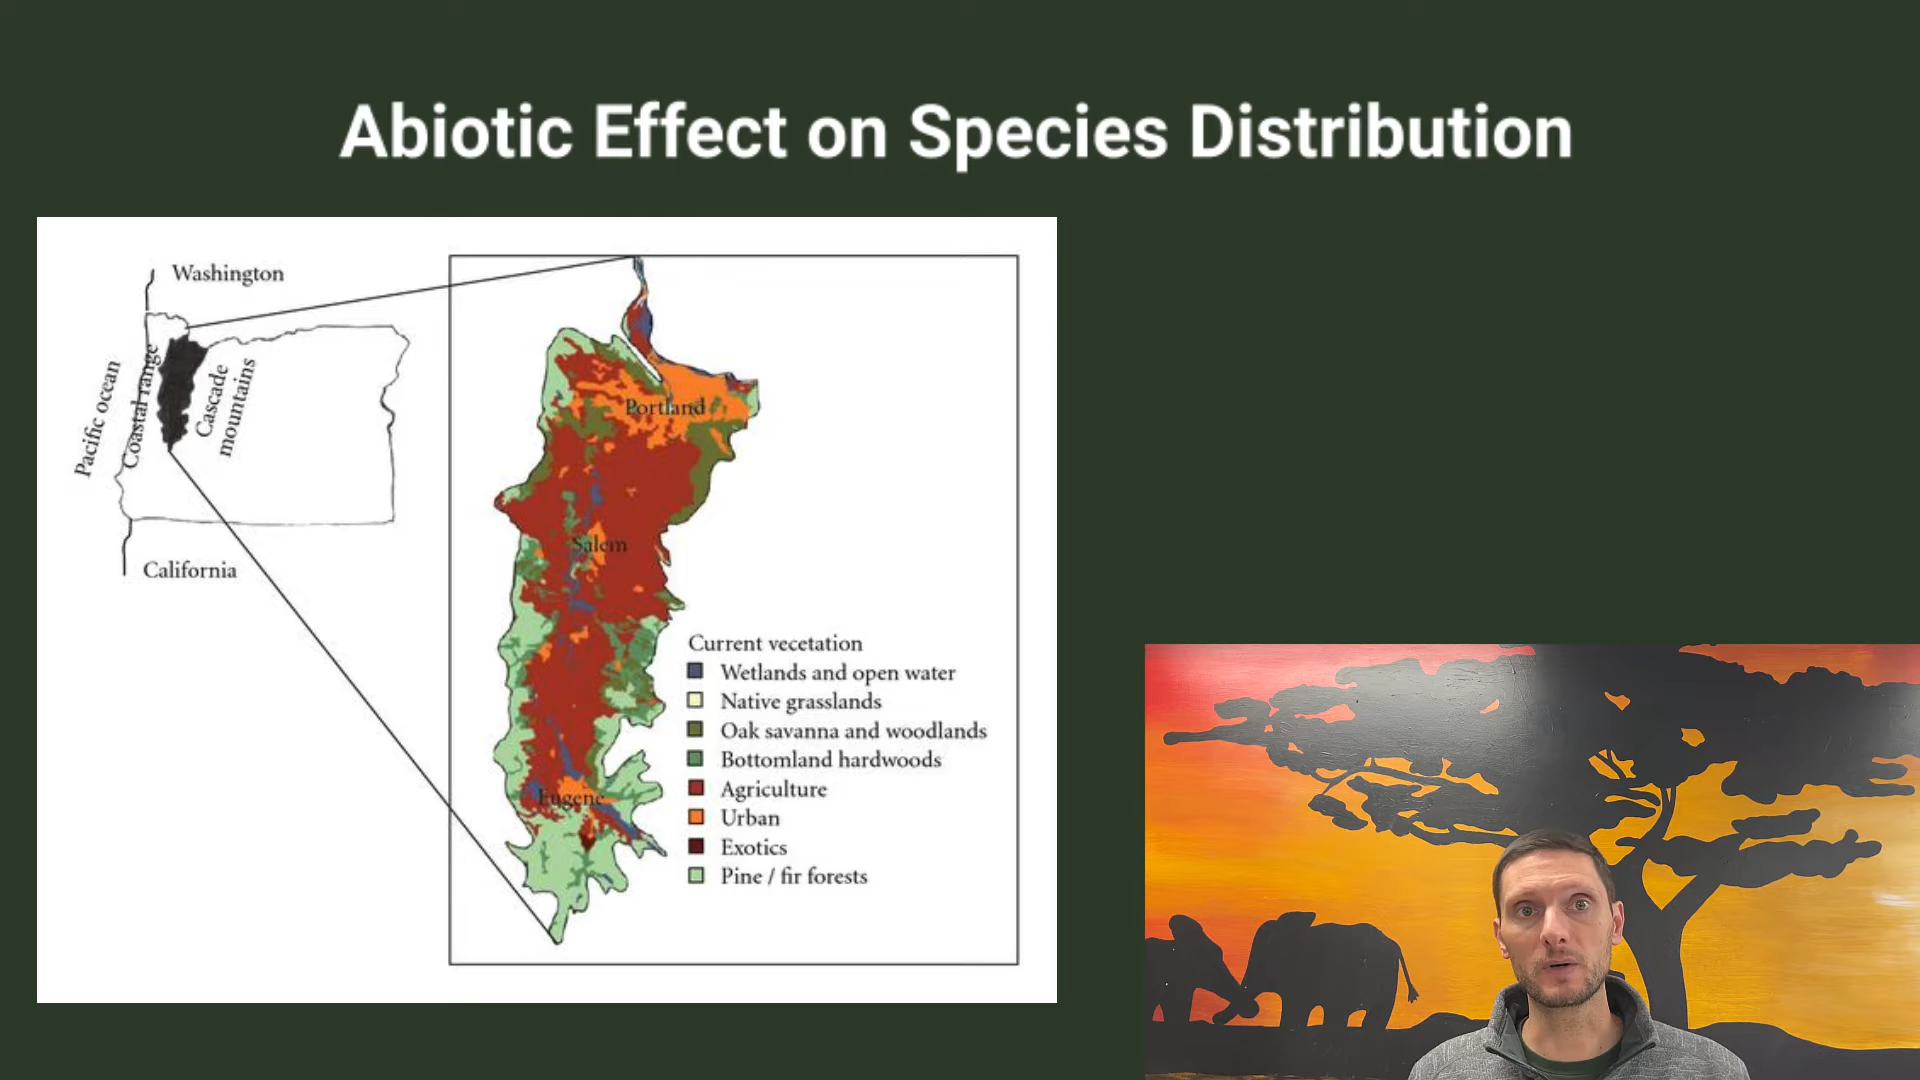 Abiotic Effect on Species Distribution
Washington
Pacific ocean
Coastal range
Cascade
mountains
California
Portland
Salem
Eugene
Current vecetation
Wetlands and open water
Native grasslands
Oak savanna and woodlands
Bottomland hardwoods
Agriculture
Urban
Exotics
Pine / fir forests